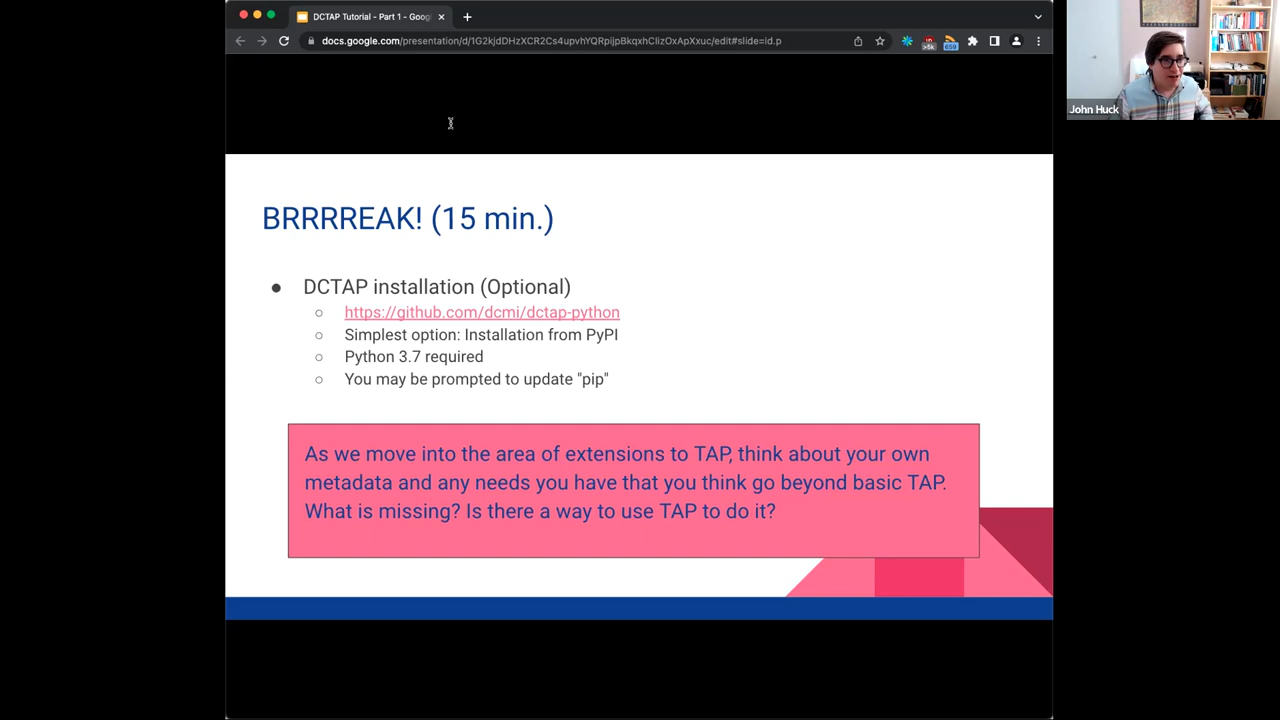 DCTAP Tutorial - Part 1 - Goog
docs.google.com/presentation/d/1G2kjdDHzXCR2Cs4upvhYQRpijpBkqxhCIizOxApXxuc/edit#slide=id.p
>5k
659
John Huck
BRRRREAK! (15 min.)
● DCTAP installation (Optional)
○ https://github.com/dcmi/dctap-python
○ Simplest option: Installation from PyPI
○ Python 3.7 required
○ You may be prompted to update "pip"
As we move into the area of extensions to TAP, think about your own
metadata and any needs you have that you think go beyond basic TAP.
What is missing? Is there a way to use TAP to do it?